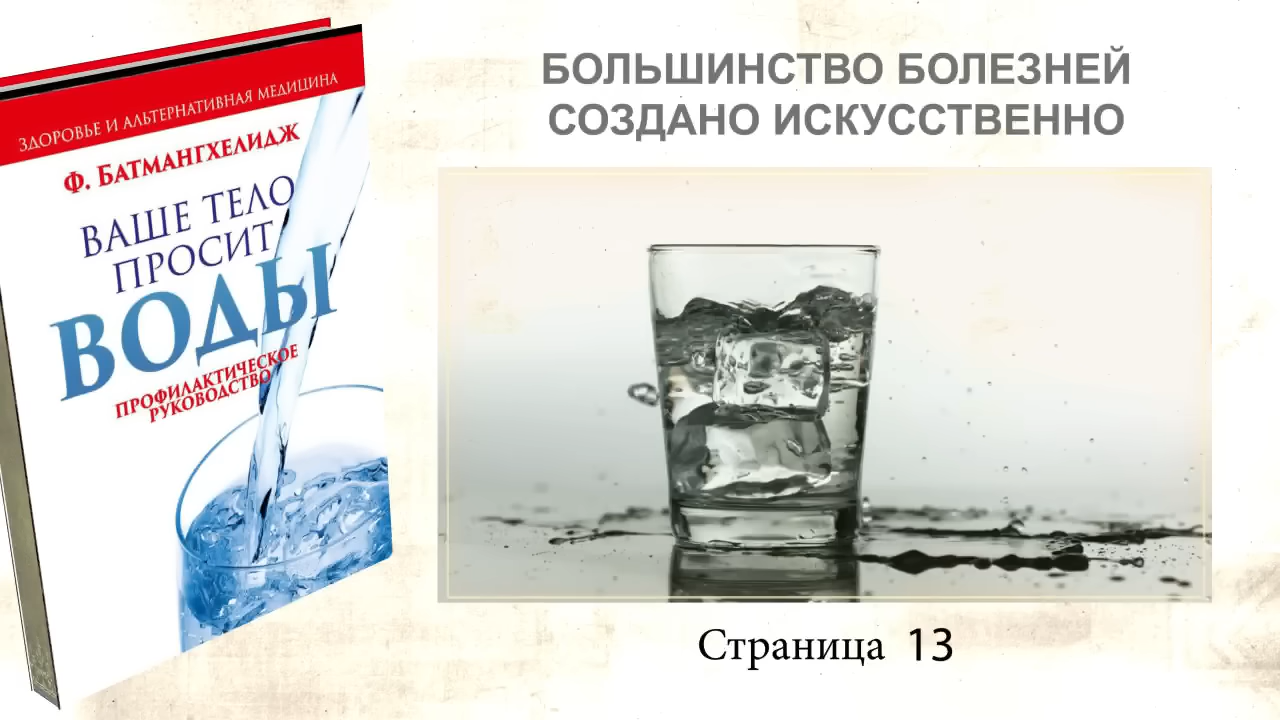 ЗДОРОВЬЕ И АЛЬТЕРНАТИВНАЯ МЕДИЦИНА
Ф. БАТМАНГХЕЛИДЖ
ВАШЕ ТЕЛО
ПРОСИТ
ВОДЫ
ПРОФИЛАКТИЧЕСКОЕ
РУКОВОДСТВО
БОЛЬШИНСТВО БОЛЕЗНЕЙ
СОЗДАНО ИСКУССТВЕННО
Страница 13